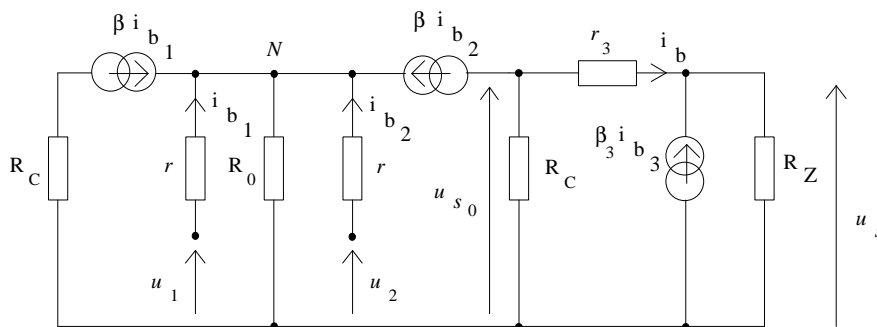 β i b 1
N
β i b 2
r 3
i b
i b 1
i b 2
β 3 i b 3
R C
r
R 0
r
u s 0
R C
R Z
u 1
u 2
u